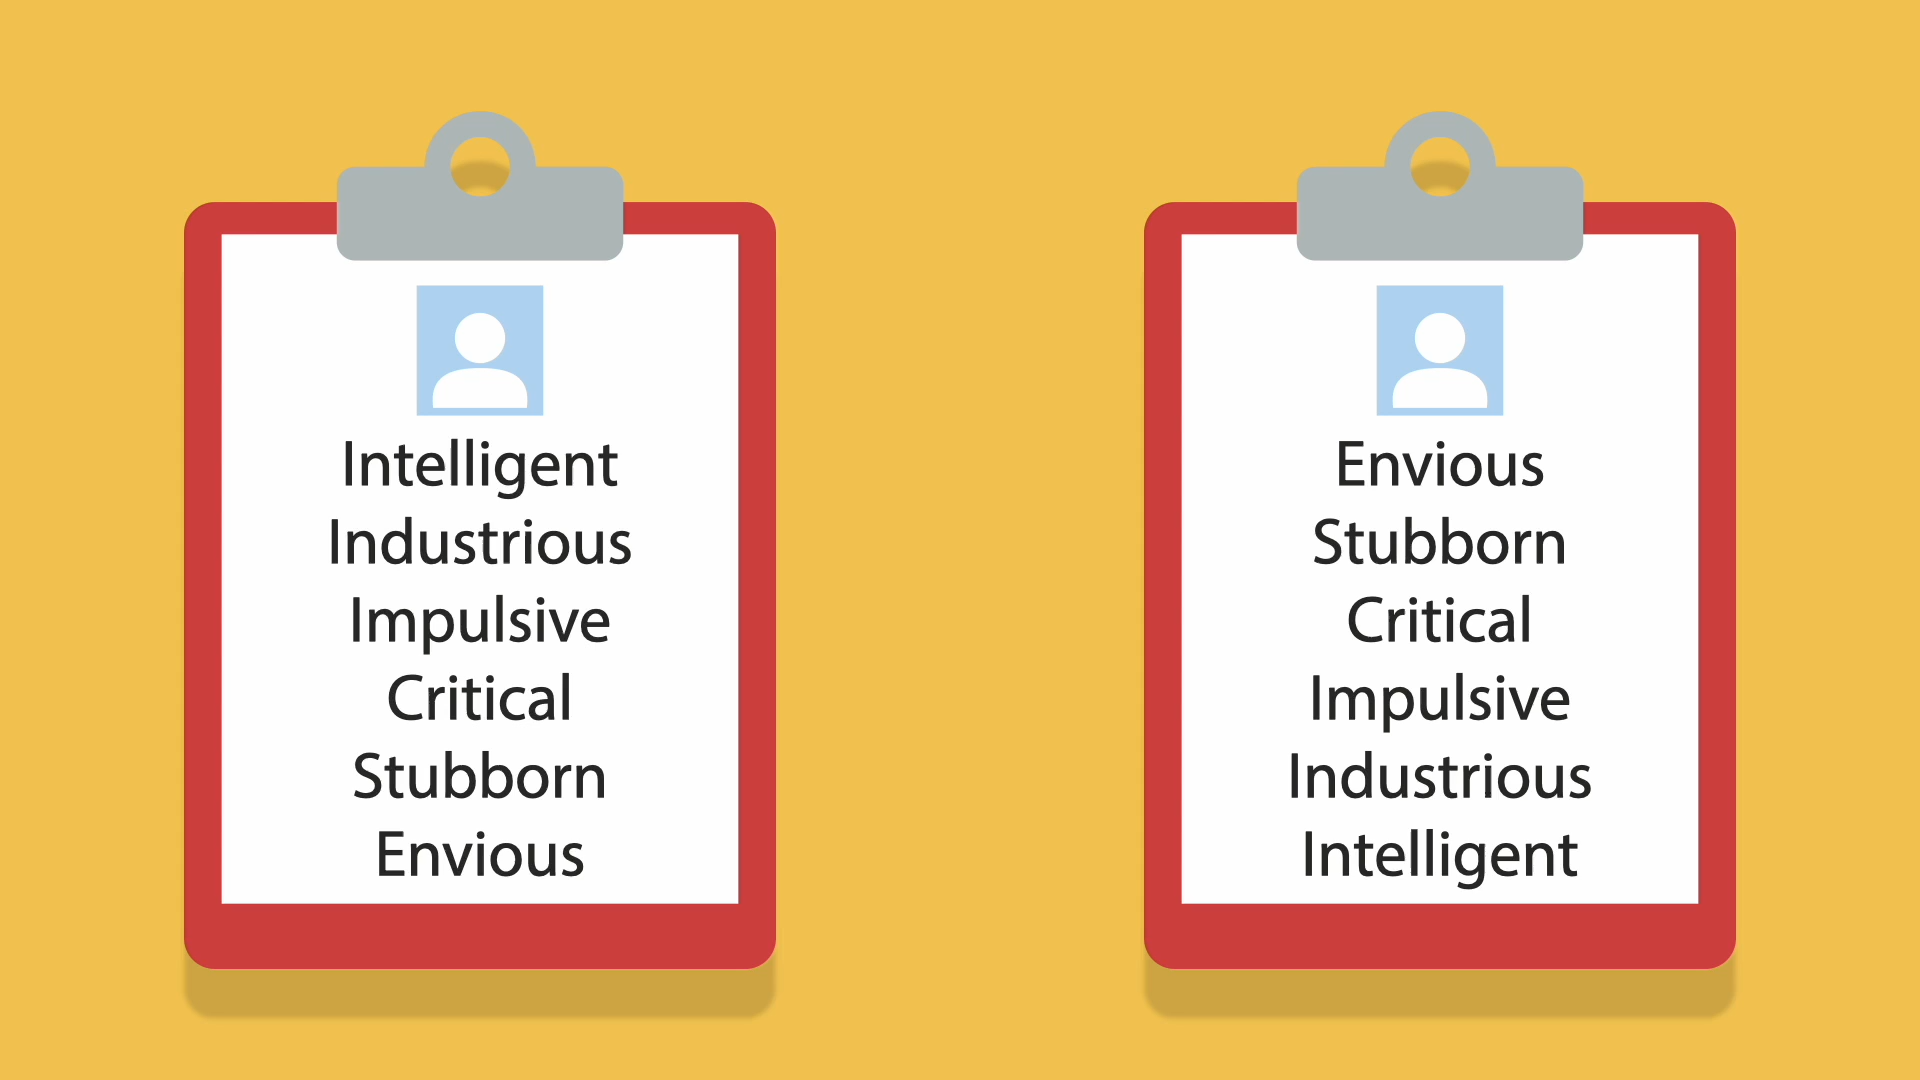 Intelligent
Industrious
Impulsive
Critical
Stubborn
Envious
Envious
Stubborn
Critical
Impulsive
Industrious
Intelligent